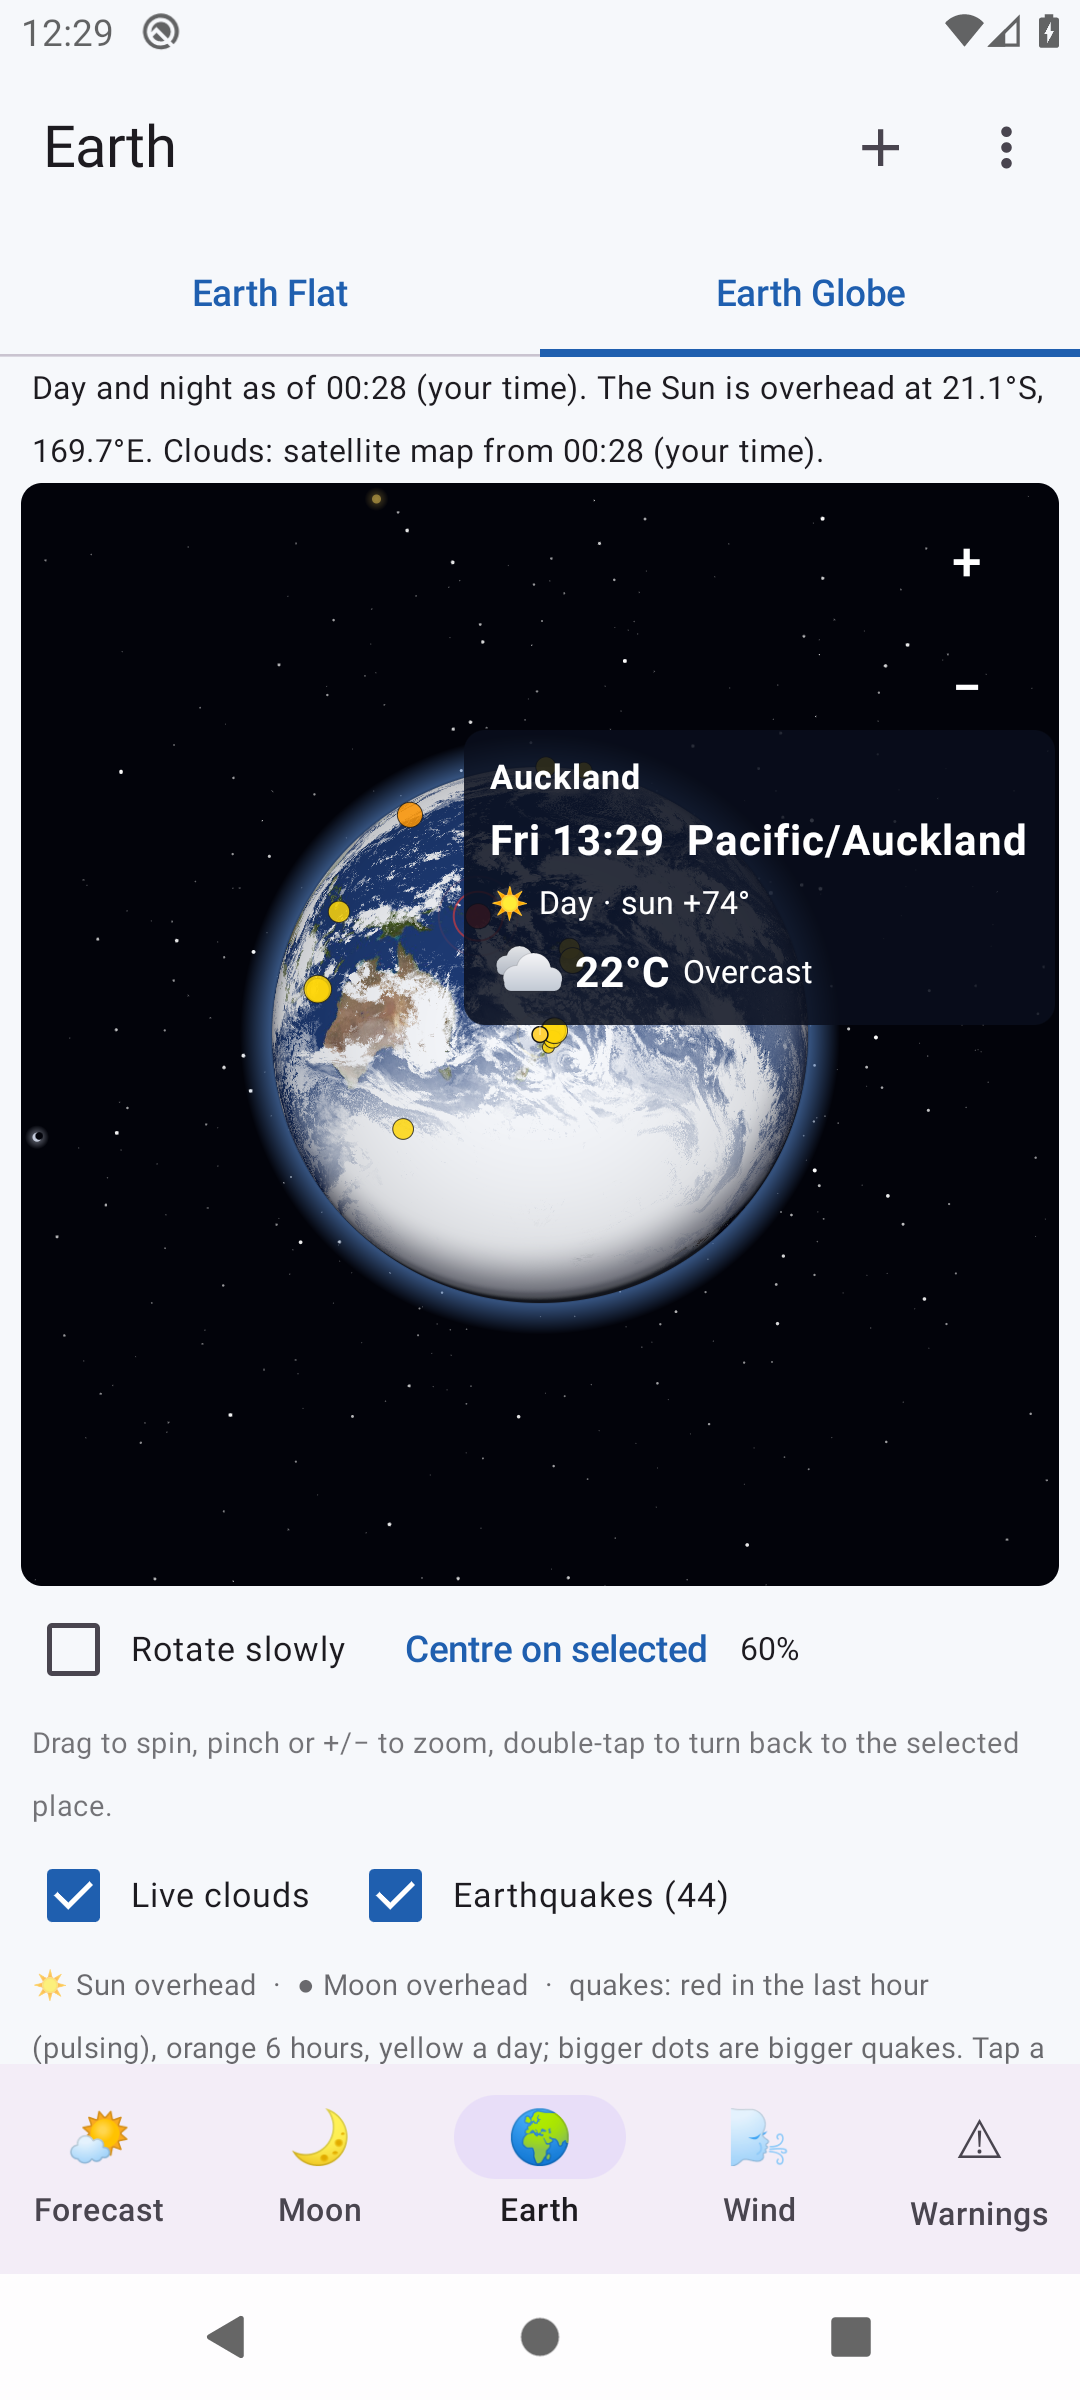 12:29
Earth
Earth Flat
Earth Globe
Day and night as of 00:28 (your time). The Sun is overhead at 21.1°S,
169.7°E. Clouds: satellite map from 00:28 (your time).
+
−
Auckland
Fri 13:29 Pacific/Auckland
Day · sun +74°
22°C Overcast
Rotate slowly
Centre on selected
60%
Drag to spin, pinch or +/− to zoom, double-tap to turn back to the selected
place.
Live clouds
Earthquakes (44)
Sun overhead · ● Moon overhead · quakes: red in the last hour
(pulsing), orange 6 hours, yellow a day; bigger dots are bigger quakes. Tap a
Forecast
Moon
Earth
Wind
Warnings